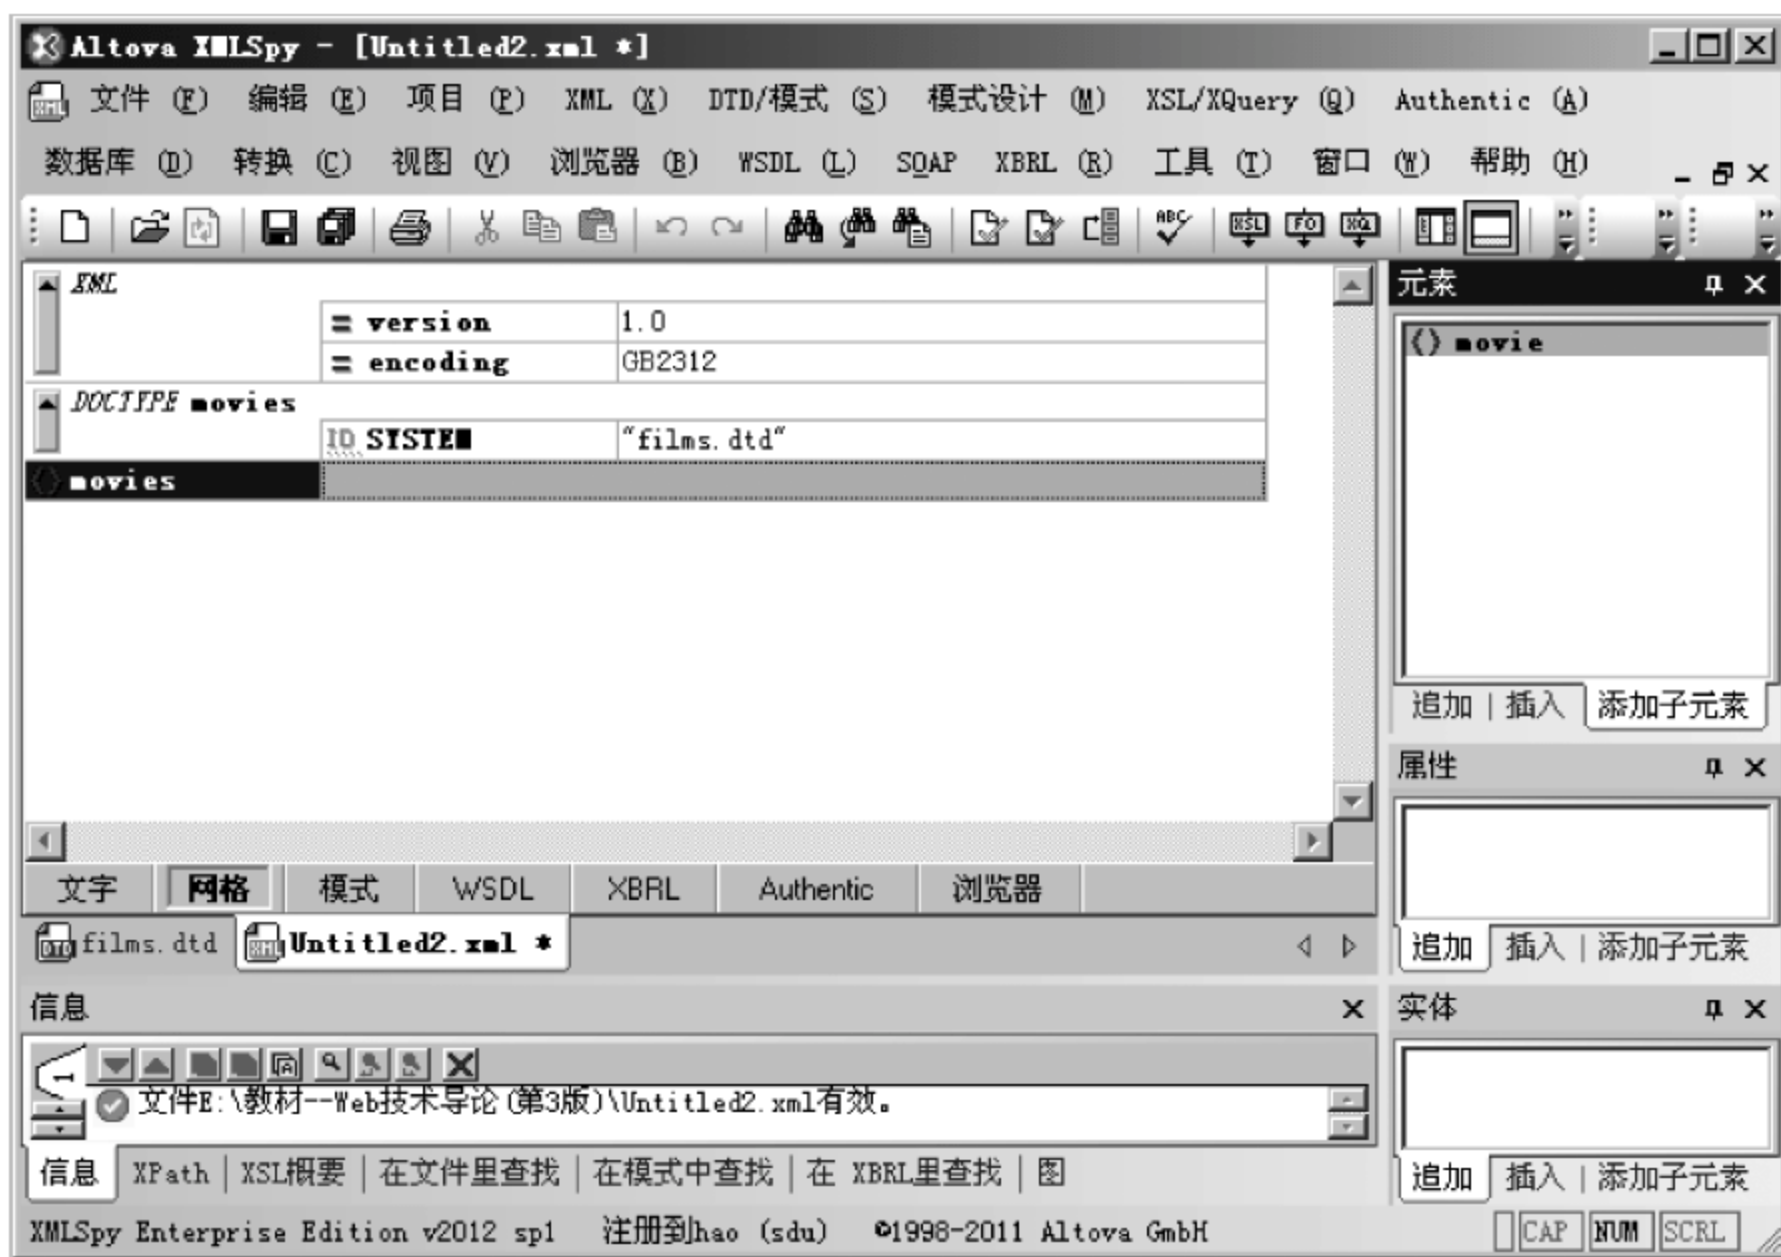 Altova XMLSpy - [Untitled2.xml *]
文件 (F) 编辑 (E) 项目 (P) XML (X) DTD/模式 (S) 模式设计 (M) XSL/XQuery (Q) Authentic (A)
数据库 (D) 转换 (C) 视图 (V) 浏览器 (B) WSDL (L) SOAP XBRL (R) 工具 (T) 窗口 (W) 帮助 (H)
ABC XSL FO XQ
XML
= version 1.0
= encoding GB2312
DOCTYPE movies
ID SYSTEM "films.dtd"
() movies
元素
() movie
追加 | 插入 添加子元素
属性
追加 插入 | 添加子元素
实体
追加 插入 | 添加子元素
文字 网格 模式 WSDL XBRL Authentic 浏览器
films.dtd Untitled2.xml *
信息
1
文件E:\教材--Web技术导论(第3版)\Untitled2.xml有效。
信息 XPath | XSL概要 | 在文件里查找 | 在模式中查找 | 在 XBRL里查找 | 图
XMLSpy Enterprise Edition v2012 sp1 注册到hao (sdu) ©1998-2011 Altova GmbH
CAP NUM SCRL